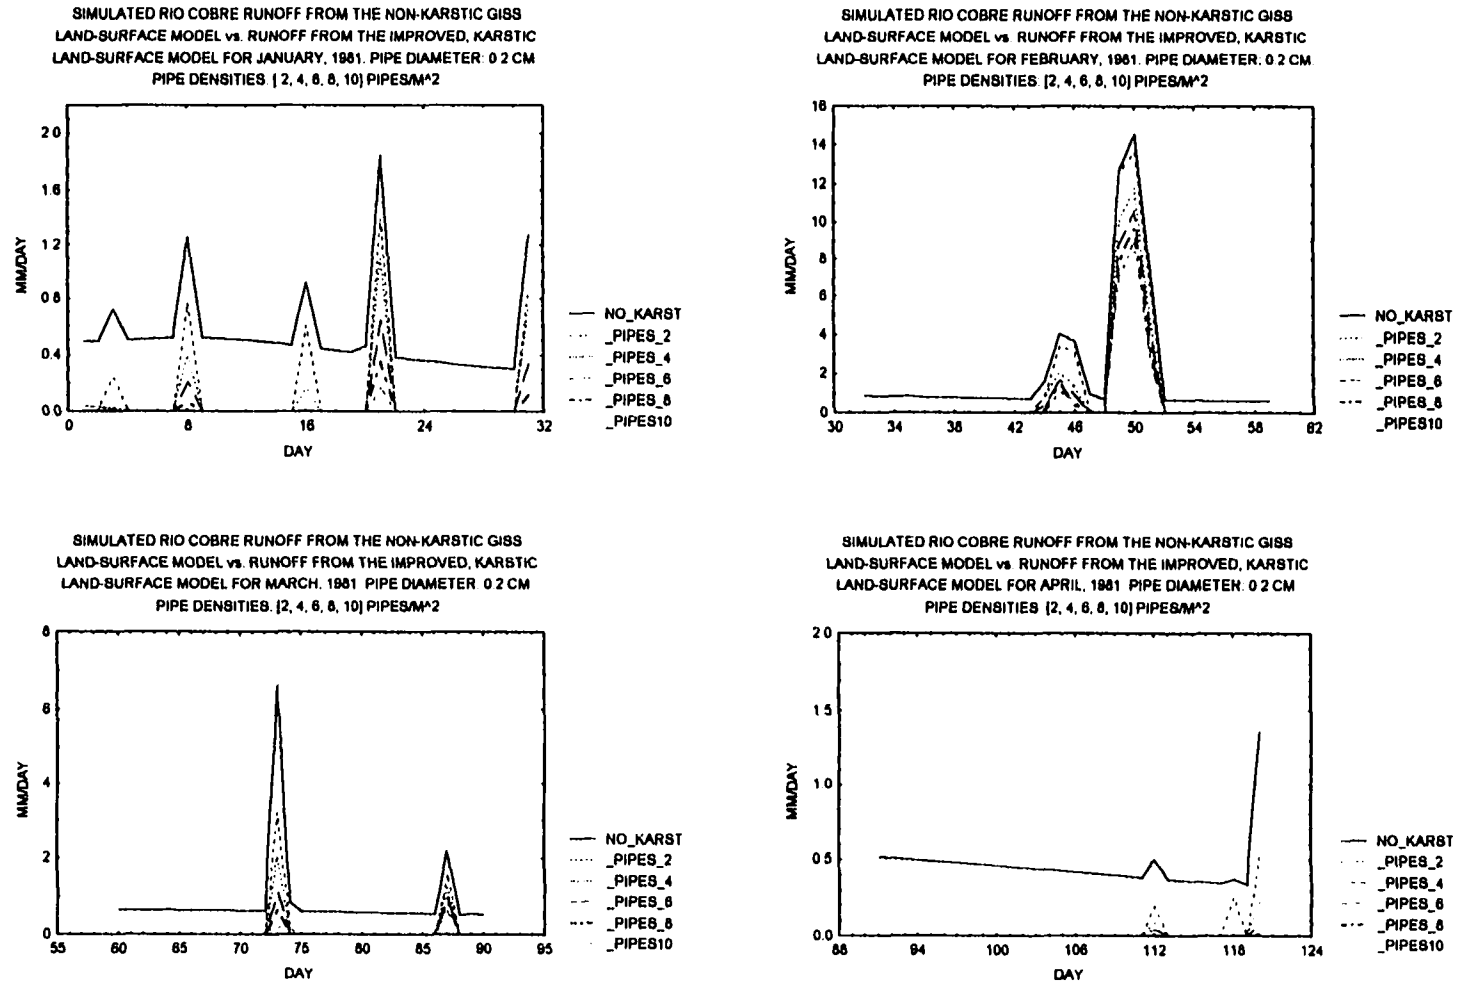 SIMULATED RIO COBRE RUNOFF FROM THE NON-KARSTIC GISS
LAND-SURFACE MODEL vs. RUNOFF FROM THE IMPROVED, KARSTIC
LAND-SURFACE MODEL FOR JANUARY, 1981. PIPE DIAMETER: 0.2 CM
PIPE DENSITIES. [ 2, 4, 6, 8, 10] PIPES/M^2
2.0
1.6
1.2
0.8
0.4
0.0
MM/DAY
0
8
16
24
32
DAY
NO_KARST
_PIPES_2
_PIPES_4
_PIPES_6
_PIPES_8
_PIPES10
SIMULATED RIO COBRE RUNOFF FROM THE NON-KARSTIC GISS
LAND-SURFACE MODEL vs. RUNOFF FROM THE IMPROVED, KARSTIC
LAND-SURFACE MODEL FOR FEBRUARY, 1981. PIPE DIAMETER: 0.2 CM
PIPE DENSITIES. [2, 4, 6, 8, 10] PIPES/M^2
16
14
12
10
8
6
4
2
0
MM/DAY
30
34
38
42
46
50
54
58
62
DAY
NO_KARST
_PIPES_2
_PIPES_4
_PIPES_6
_PIPES_8
_PIPES10
SIMULATED RIO COBRE RUNOFF FROM THE NON-KARSTIC GISS
LAND-SURFACE MODEL vs. RUNOFF FROM THE IMPROVED, KARSTIC
LAND-SURFACE MODEL FOR MARCH, 1981 PIPE DIAMETER: 0.2 CM
PIPE DENSITIES. [2, 4, 6, 8, 10] PIPES/M^2
8
6
4
2
0
MM/DAY
55
60
65
70
75
80
85
90
95
DAY
NO_KARST
_PIPES_2
_PIPES_4
_PIPES_6
_PIPES_8
_PIPES10
SIMULATED RIO COBRE RUNOFF FROM THE NON-KARSTIC GISS
LAND-SURFACE MODEL vs. RUNOFF FROM THE IMPROVED, KARSTIC
LAND-SURFACE MODEL FOR APRIL, 1981 PIPE DIAMETER: 0.2 CM
PIPE DENSITIES [2, 4, 6, 8, 10] PIPES/M^2
2.0
1.5
1.0
0.5
0.0
MM/DAY
88
94
100
106
112
118
124
DAY
NO_KARST
_PIPES_2
_PIPES_4
_PIPES_6
_PIPES_8
_PIPES10